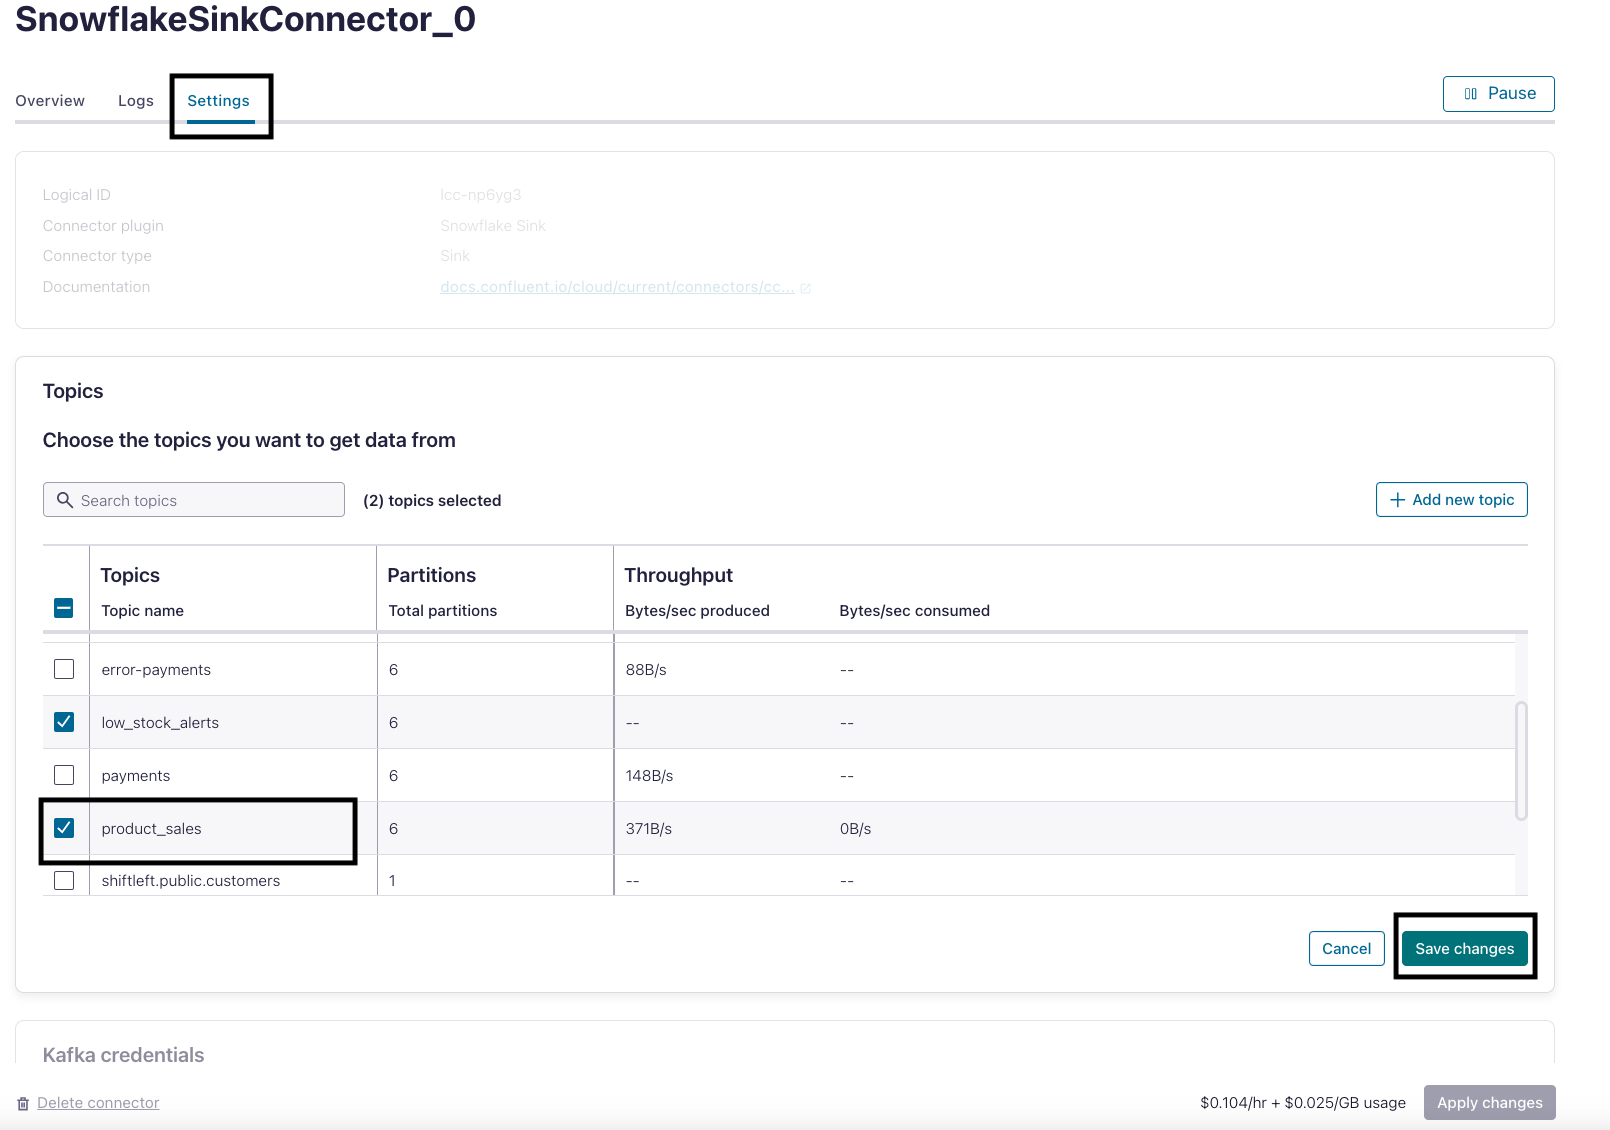 SnowflakeSinkConnector_0
Overview Logs Settings
Pause
Logical ID lcc-np6yg3
Connector plugin Snowflake Sink
Connector type Sink
Documentation docs.confluent.io/cloud/current/connectors/cc...
Topics
Choose the topics you want to get data from
Search topics (2) topics selected Add new topic
Topics Partitions Throughput
Topic name Total partitions Bytes/sec produced Bytes/sec consumed
error-payments 6 88B/s --
low_stock_alerts 6 -- --
payments 6 148B/s --
product_sales 6 371B/s 0B/s
shiftleft.public.customers 1 -- --
Cancel Save changes
Kafka credentials
Delete connector $0.104/hr + $0.025/GB usage Apply changes